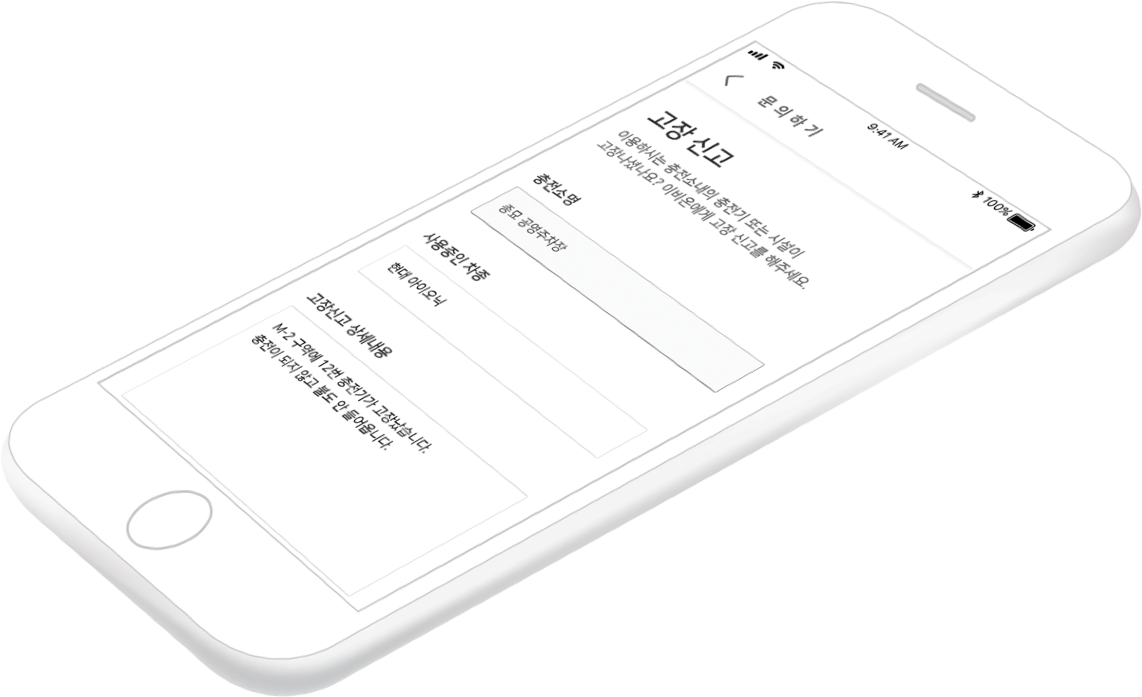 9:41 AM
100%
문의하기
고장 신고
이용하시는 충전소내의 충전기 또는 시설이
고장나셨나요? 이비온에게 고장 신고를 해주세요.
충전소명
종묘 공영주차장
사용중인 차종
현대 아이오닉
고장신고 상세내용
M-2 구역에 12번 충전기가 고장났습니다.
충전이 되지 않고 불도 안 들어옵니다.